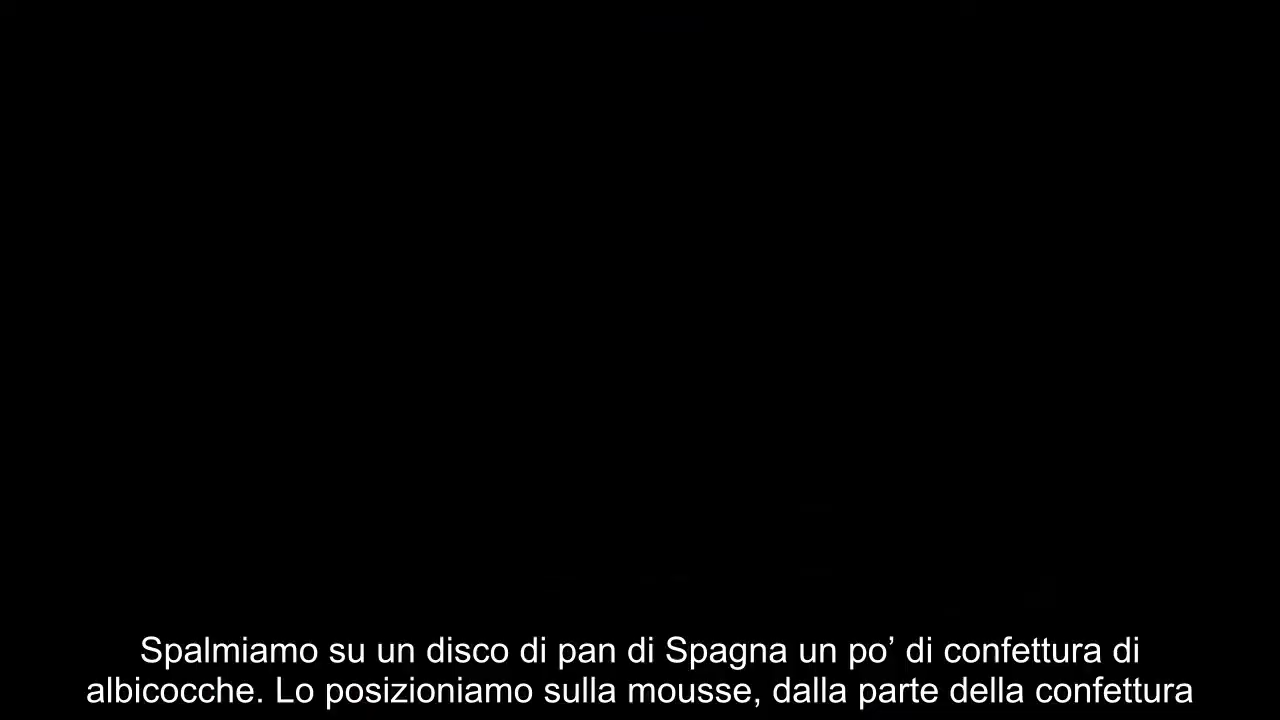 Spalmiamo su un disco di pan di Spagna un po’ di confettura di
albicocche. Lo posizioniamo sulla mousse, dalla parte della confettura